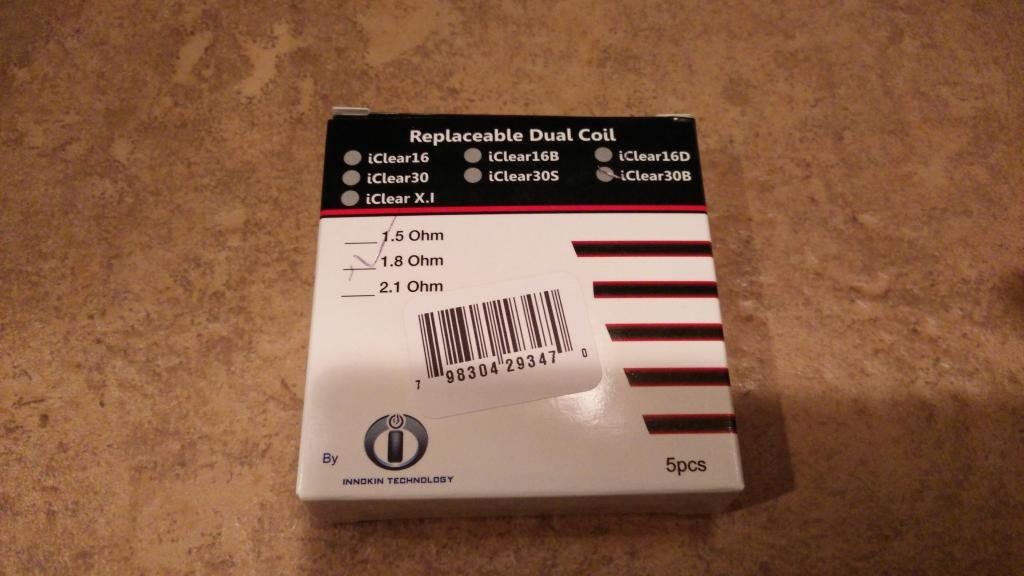 Replaceable Dual Coil
iClear16 iClear16B iClear16D
iClear30 iClear30S iClear30B
iClear X.I
1.5 Ohm
1.8 Ohm
2.1 Ohm
7 98304 29347 0
By
INNOKIN TECHNOLOGY
5pcs